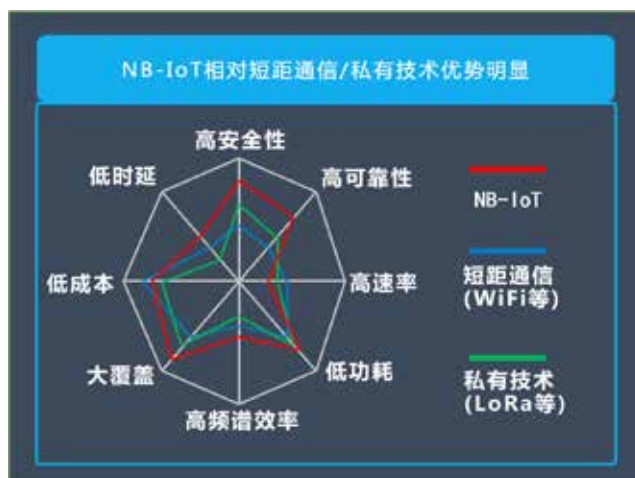 NB-IoT相对短距通信/私有技术优势明显
高安全性
低时延
高可靠性
NB-IoT
低成本
高速率
短距通信
(WiFi等)
大覆盖
低功耗
私有技术
(LoRa等)
高频谱效率